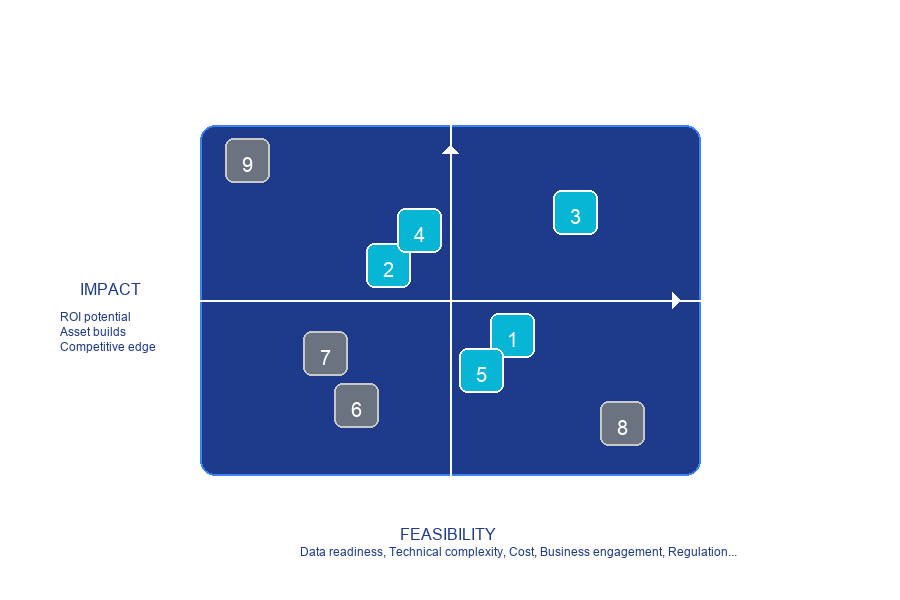 9
3
4
2
IMPACT
ROI potential
Asset builds
Competitive edge
1
7
5
6
8
FEASIBILITY
Data readiness, Technical complexity, Cost, Business engagement, Regulation...